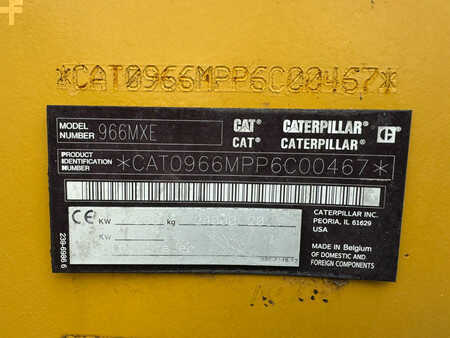 *CAT0966MPP6C00467*
MODEL NUMBER 966MXE
CAT CATERPILLAR
CAT CATERPILLAR
PRODUCT IDENTIFICATION NUMBER *CAT0966MPP6C00467*
CE KW kg
KW
CATERPILLAR INC.
PEORIA, IL 61629
USA
MADE IN Belgium
OF DOMESTIC AND
FOREIGN COMPONENTS
239-6986 6